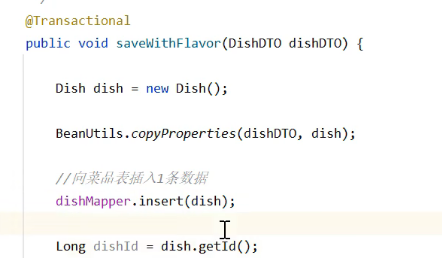 @Transactional
public void saveWithFlavor(DishDTO dishDTO) {
Dish dish = new Dish();
BeanUtils.copyProperties(dishDTO, dish);
//向菜品表插入1条数据
dishMapper.insert(dish);
Long dishId = dish.getId();